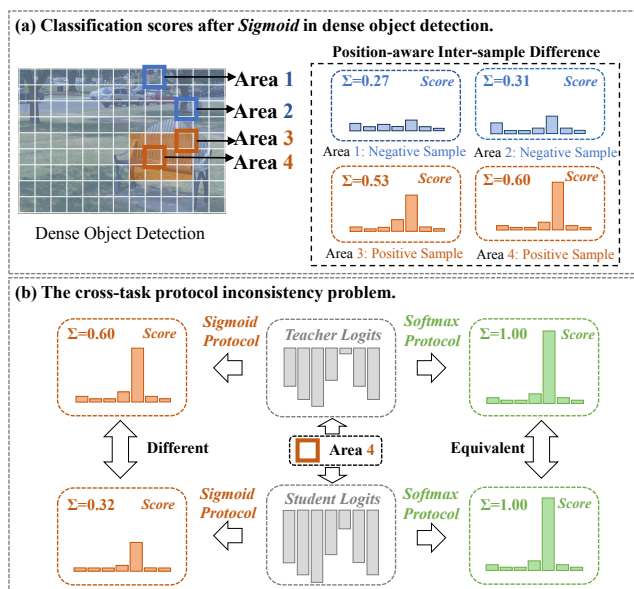 (a) Classification scores after Sigmoid in dense object detection.
Position-aware Inter-sample Difference
Area 1
Area 2
Area 3
Area 4
Dense Object Detection
Σ=0.27 Score
Area 1: Negative Sample
Σ=0.31 Score
Area 2: Negative Sample
Σ=0.53 Score
Area 3: Positive Sample
Σ=0.60 Score
Area 4: Positive Sample
(b) The cross-task protocol inconsistency problem.
Σ=0.60 Score
Sigmoid
Protocol
Teacher Logits
Softmax
Protocol
Σ=1.00 Score
Different
Area 4
Equivalent
Σ=0.32 Score
Sigmoid
Protocol
Student Logits
Softmax
Protocol
Σ=1.00 Score